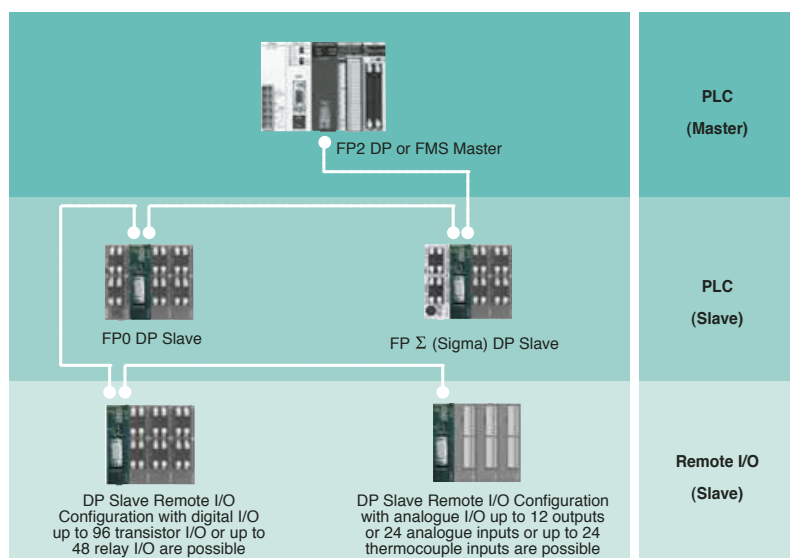 PLC
(Master)
FP2 DP or FMS Master
PLC
(Slave)
FP0 DP Slave
FP Σ (Sigma) DP Slave
Remote I/O
(Slave)
DP Slave Remote I/O
Configuration with digital I/O
up to 96 transistor I/O or up to
48 relay I/O are possible
DP Slave Remote I/O Configuration
with analogue I/O up to 12 outputs
or 24 analogue inputs or up to 24
thermocouple inputs are possible